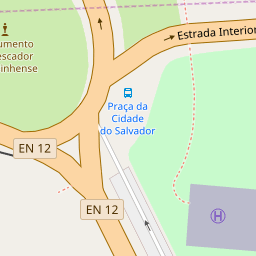 Estrada Interior
umento
escador
inhense
Praça da
Cidade
do Salvador
EN 12
EN 12
H